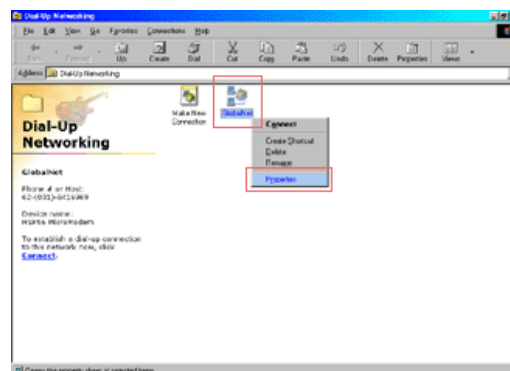 Dial-Up Networking
File Edit View Go Favorites Connections Help
Back Forward Up Create Dial Cut Copy Paste Undo Delete Properties Views
Address Dial-Up Networking
Make New
Connection
GlobalNet
Connect
Create Shortcut
Delete
Rename
Properties
Dial-Up
Networking
GlobalNet
Phone # or Host:
Device name:
HSP56 MicroModem
To establish a dial-up connection
to this network now, click
Connect.